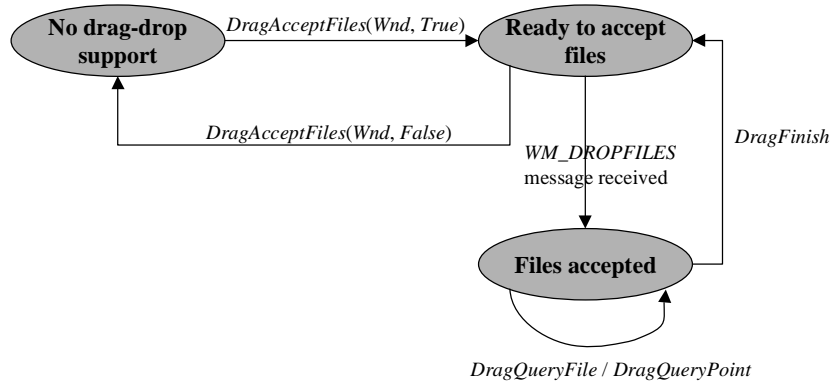 No drag-drop
support
DragAcceptFiles(Wnd, True)
Ready to accept
files
DragAcceptFiles(Wnd, False)
DragFinish
WM_DROPFILES
message received
Files accepted
DragQueryFile / DragQueryPoint